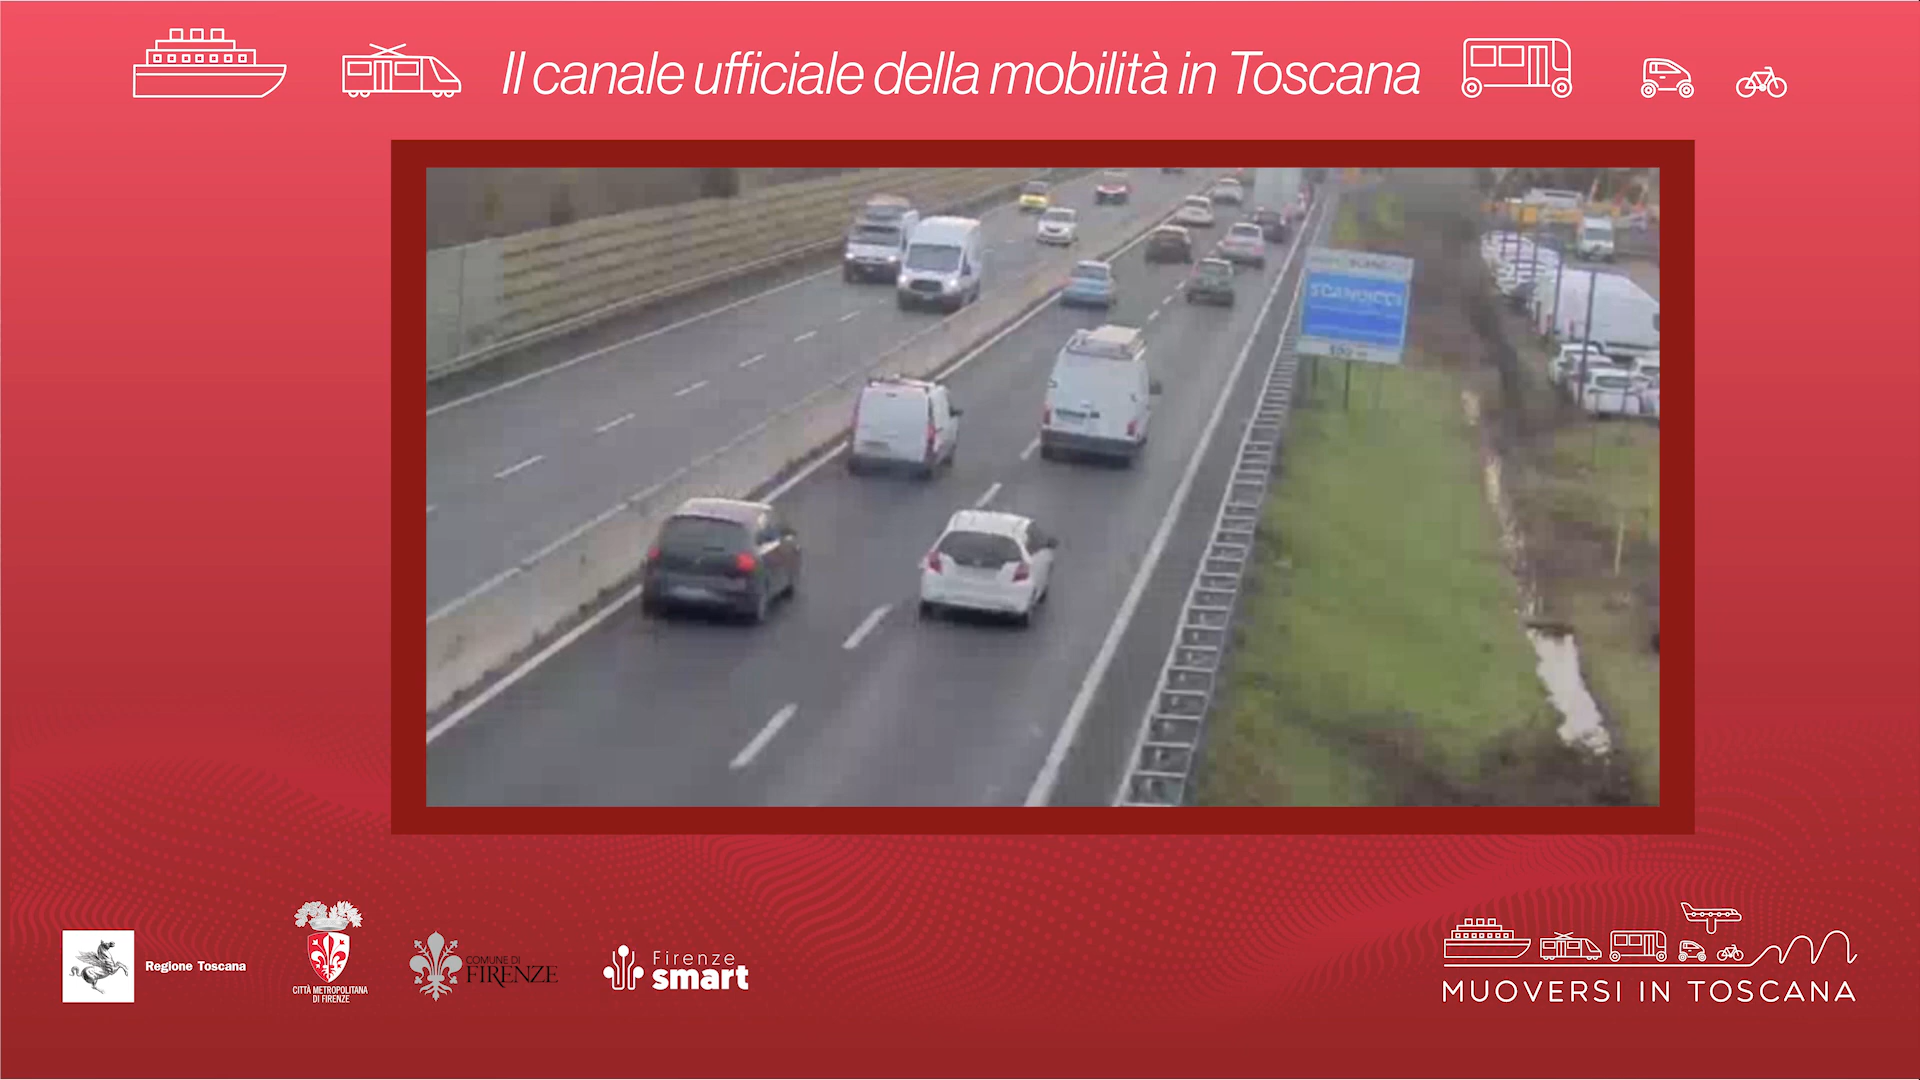 Il canale ufficiale della mobilità in Toscana
SCANDICCI
Regione Toscana
CITTÀ METROPOLITANA
DI FIRENZE
COMUNE DI
FIRENZE
Firenze
smart
MUOVERSI IN TOSCANA